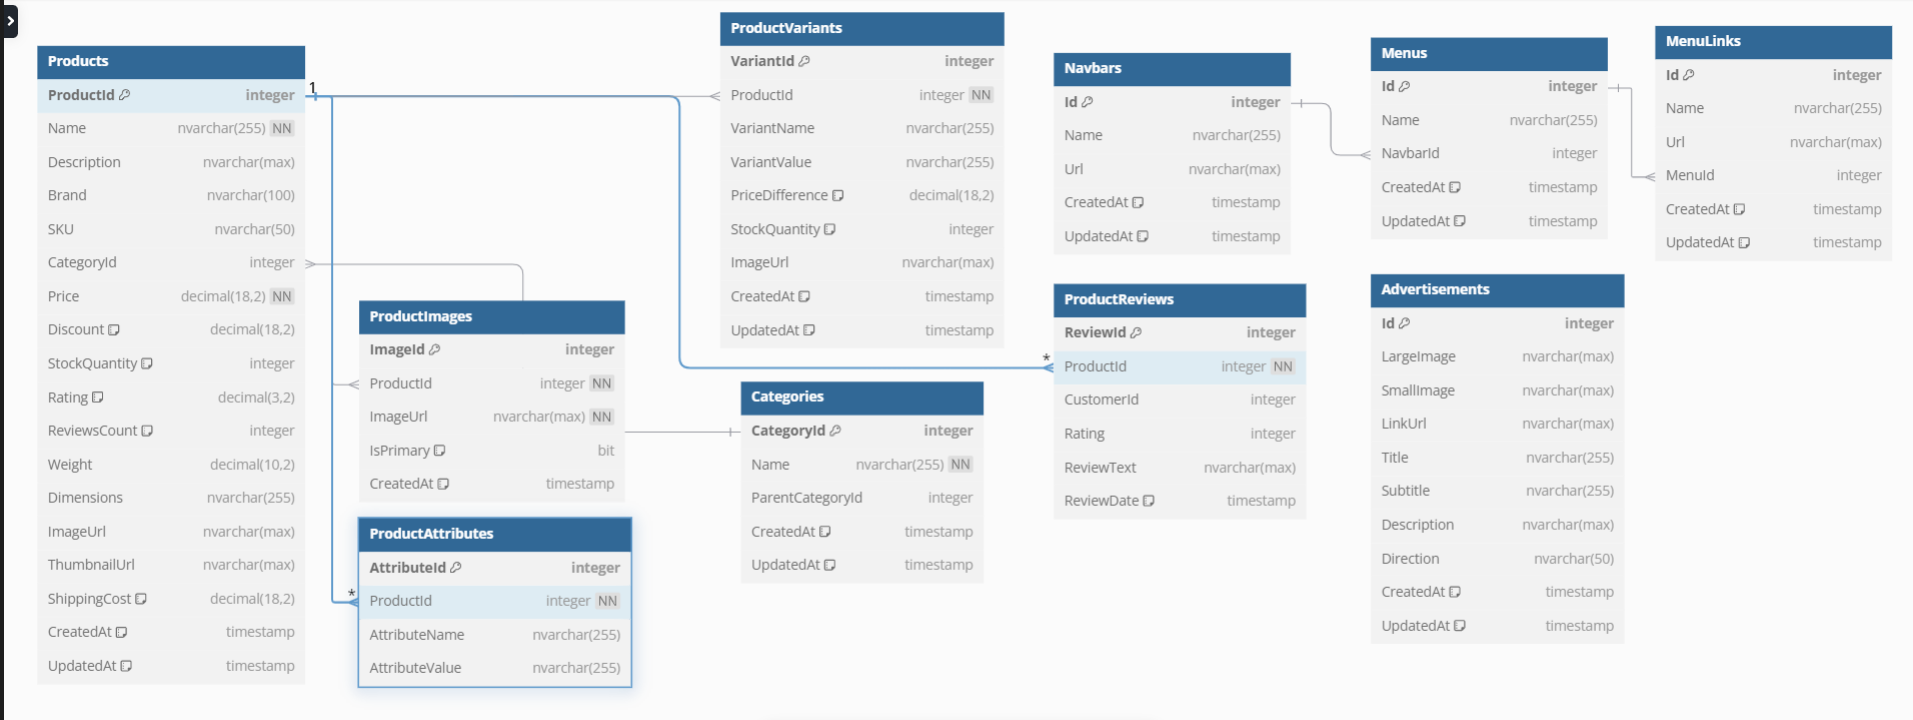 Products
ProductId integer
Name nvarchar(255) NN
Description nvarchar(max)
Brand nvarchar(100)
SKU nvarchar(50)
CategoryId integer
Price decimal(18,2) NN
Discount decimal(18,2)
StockQuantity integer
Rating decimal(3,2)
ReviewsCount integer
Weight decimal(10,2)
Dimensions nvarchar(255)
ImageUrl nvarchar(max)
ThumbnailUrl nvarchar(max)
ShippingCost decimal(18,2)
CreatedAt timestamp
UpdatedAt timestamp
1
ProductImages
ImageId integer
ProductId integer NN
ImageUrl nvarchar(max) NN
IsPrimary bit
CreatedAt timestamp
*
ProductAttributes
AttributeId integer
ProductId integer NN
AttributeName nvarchar(255)
AttributeValue nvarchar(255)
ProductVariants
VariantId integer
ProductId integer NN
VariantName nvarchar(255)
VariantValue nvarchar(255)
PriceDifference decimal(18,2)
StockQuantity integer
ImageUrl nvarchar(max)
CreatedAt timestamp
UpdatedAt timestamp
Categories
CategoryId integer
Name nvarchar(255) NN
ParentCategoryId integer
CreatedAt timestamp
UpdatedAt timestamp
Navbars
Id integer
Name nvarchar(255)
Url nvarchar(max)
CreatedAt timestamp
UpdatedAt timestamp
*
ProductReviews
ReviewId integer
ProductId integer NN
CustomerId integer
Rating integer
ReviewText nvarchar(max)
ReviewDate timestamp
Menus
Id integer
Name nvarchar(255)
NavbarId integer
CreatedAt timestamp
UpdatedAt timestamp
Advertisements
Id integer
LargeImage nvarchar(max)
SmallImage nvarchar(max)
LinkUrl nvarchar(max)
Title nvarchar(255)
Subtitle nvarchar(255)
Description nvarchar(max)
Direction nvarchar(50)
CreatedAt timestamp
UpdatedAt timestamp
MenuLinks
Id integer
Name nvarchar(255)
Url nvarchar(max)
MenuId integer
CreatedAt timestamp
UpdatedAt timestamp